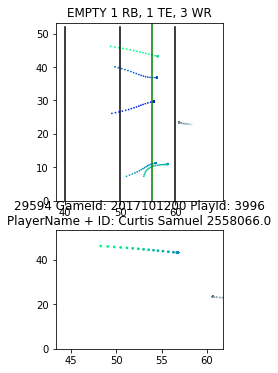 EMPTY 1 RB, 1 TE, 3 WR
50
40
30
20
10
0
40 50 60
29594 GameId: 2017101200 PlayId: 3996
PlayerName + ID: Curtis Samuel 2558066.0
40
20
0
45 50 55 60